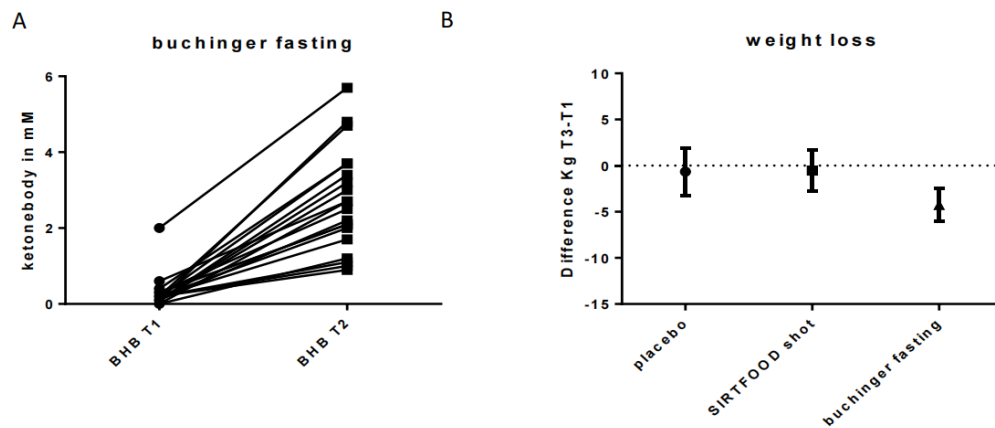 A
buchinger fasting
ketonebody in mM
6
4
2
0
BHB T1
BHB T2
B
weight loss
Difference Kg T3-T1
10
5
0
-5
-10
-15
placebo
SIRTFOOD shot
buchinger fasting